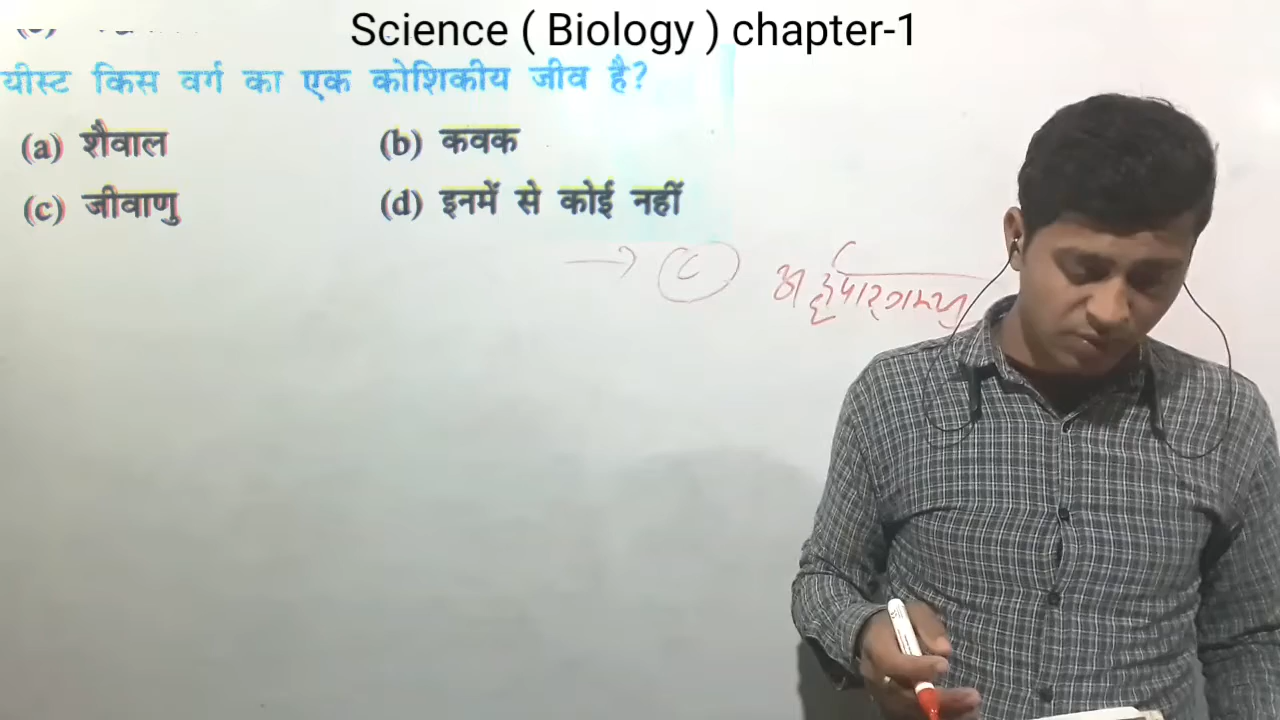 Science ( Biology ) chapter-1
यीस्ट किस वर्ग का एक कोशिकीय जीव है?
(a) शैवाल (b) कवक
(c) जीवाणु (d) इनमें से कोई नहीं
→ C